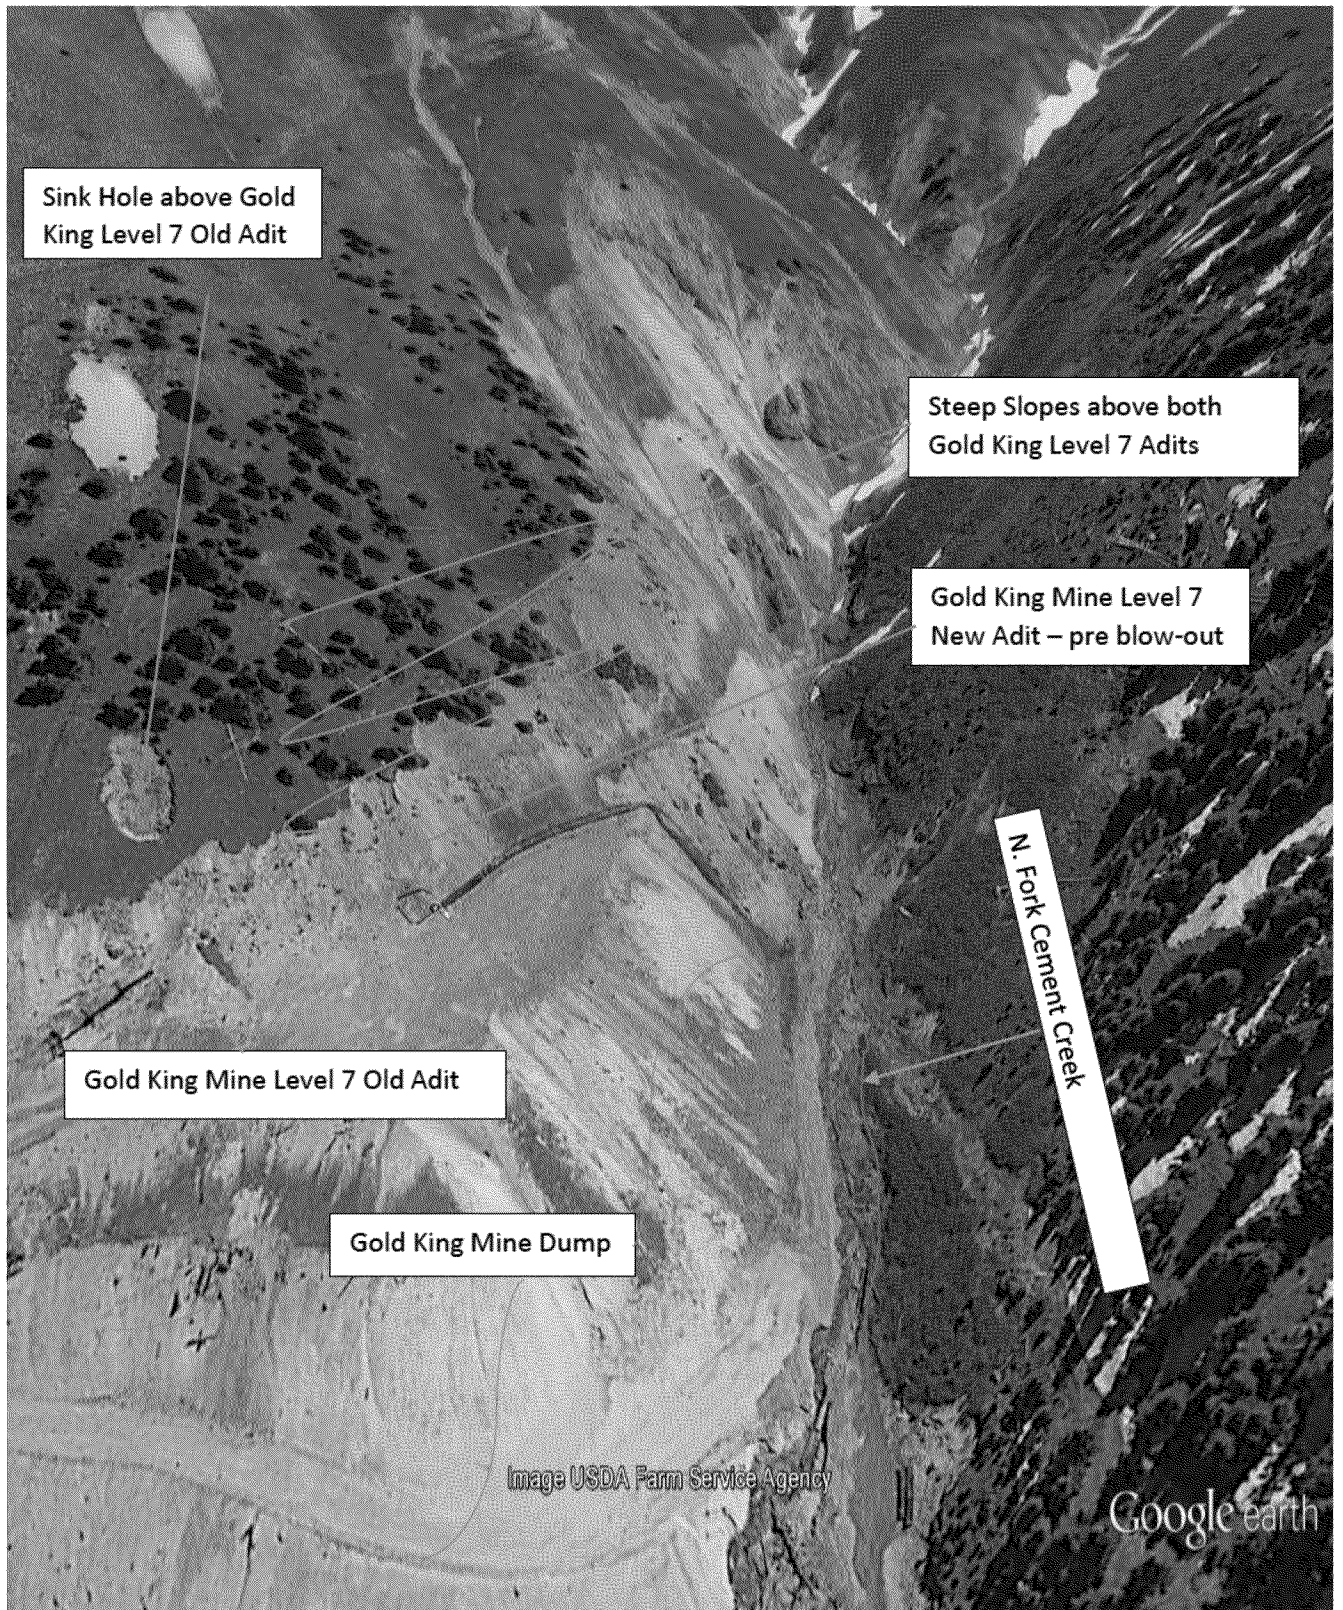 Sink Hole above Gold
King Level 7 Old Adit
Steep Slopes above both
Gold King Level 7 Adits
Gold King Mine Level 7
New Adit – pre blow-out
N. Fork Cement Creek
Gold King Mine Level 7 Old Adit
Gold King Mine Dump
Image USDA Farm Service Agency
Google earth